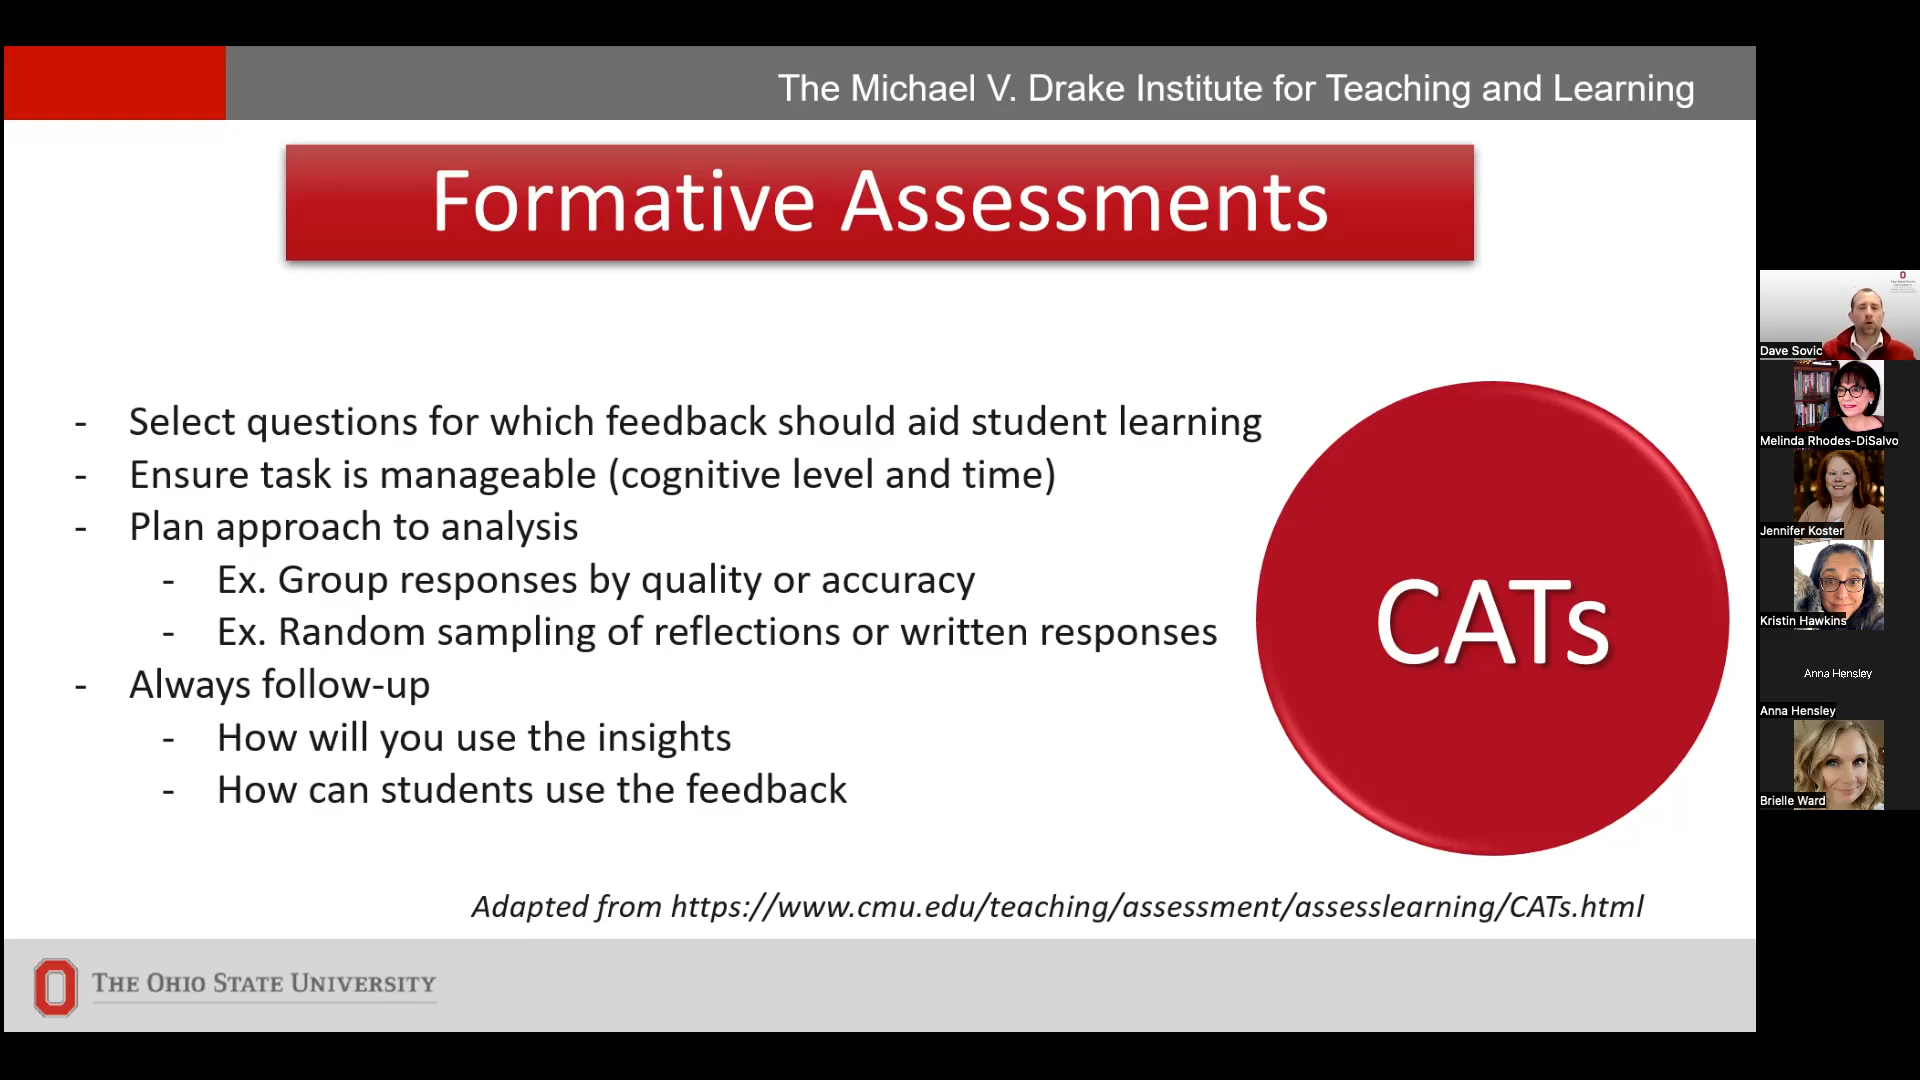 The Michael V. Drake Institute for Teaching and Learning
Formative Assessments
- Select questions for which feedback should aid student learning
- Ensure task is manageable (cognitive level and time)
- Plan approach to analysis
- Ex. Group responses by quality or accuracy
- Ex. Random sampling of reflections or written responses
- Always follow-up
- How will you use the insights
- How can students use the feedback
CATs
Adapted from https://www.cmu.edu/teaching/assessment/assesslearning/CATs.html
THE OHIO STATE UNIVERSITY
Dave Sovic
Melinda Rhodes-DiSalvo
Jennifer Koster
Kristin Hawkins
Anna Hensley
Anna Hensley
Brielle Ward